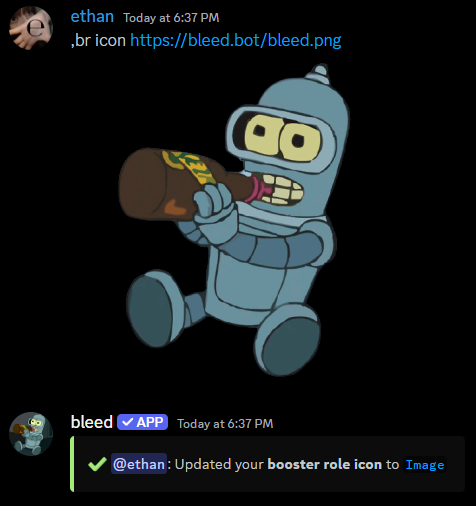 ethan Today at 6:37 PM
,br icon https://bleed.bot/bleed.png
bleed ✓ APP Today at 6:37 PM
@ethan: Updated your booster role icon to Image